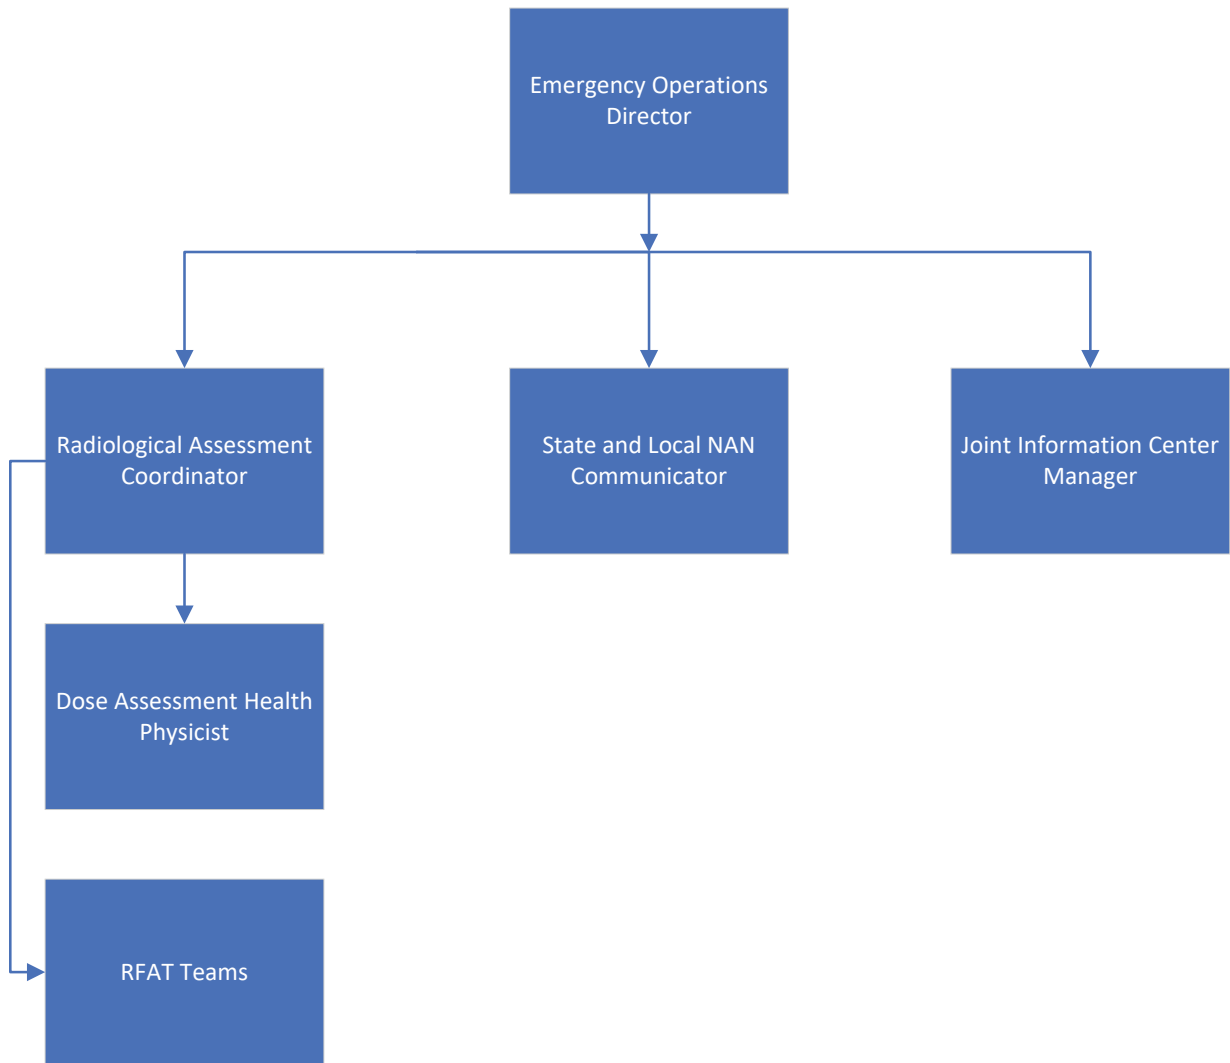 Emergency Operations
Director
Radiological Assessment
Coordinator
State and Local NAN
Communicator
Joint Information Center
Manager
Dose Assessment Health
Physicist
RFAT Teams